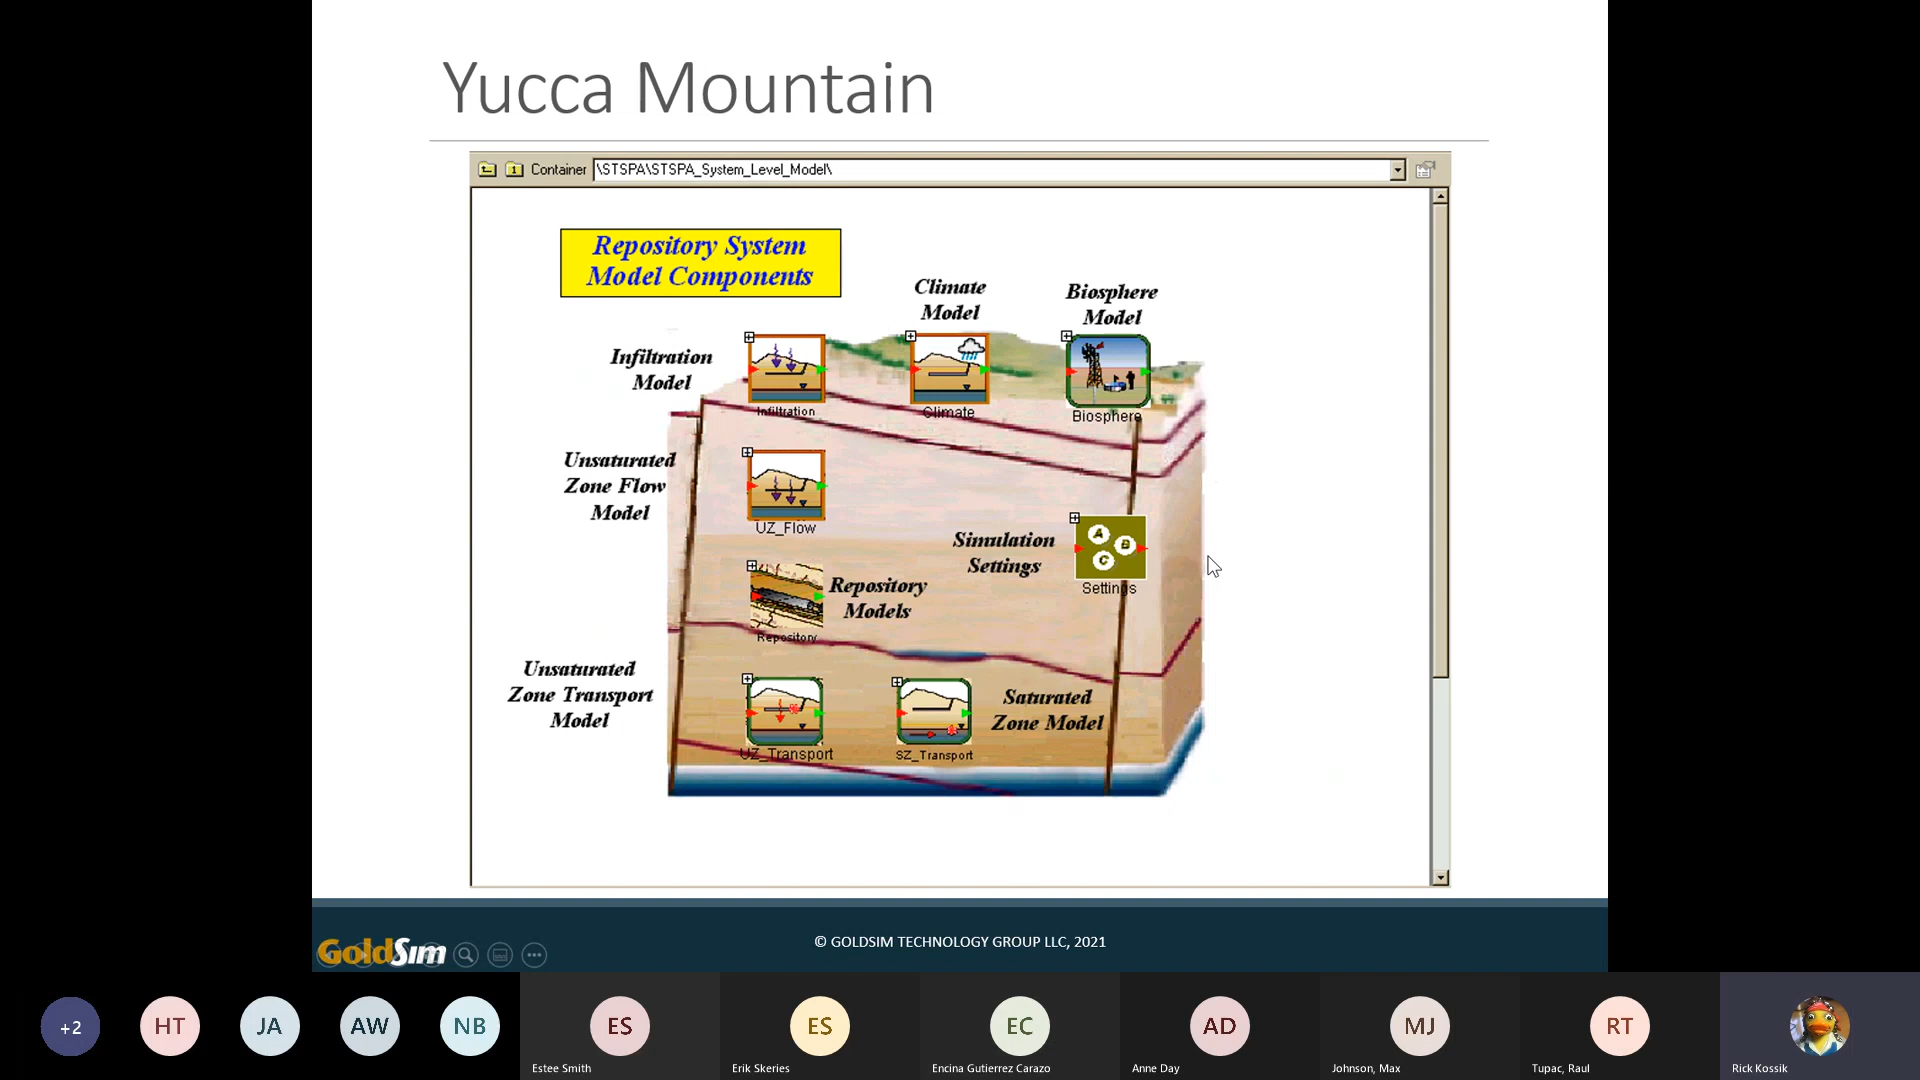 Yucca Mountain
Container
\STSPA\STSPA_System_Level_Model\
Repository System
Model Components
Climate
Model
Biosphere
Model
Infiltration
Model
Infiltration
Climate
Biosphere
Unsaturated
Zone Flow
Model
UZ_Flow
Simulation
Settings
A
B
C
Settings
Repository
Models
Repository
Unsaturated
Zone Transport
Model
UZ_Transport
SZ_Transport
Saturated
Zone Model
GoldSim
© GOLDSIM TECHNOLOGY GROUP LLC, 2021
+2
HT
JA
AW
NB
ES
Estee Smith
ES
Erik Skeries
EC
Encina Gutierrez Carazo
AD
Anne Day
MJ
Johnson, Max
RT
Tupac, Raul
Rick Kossik